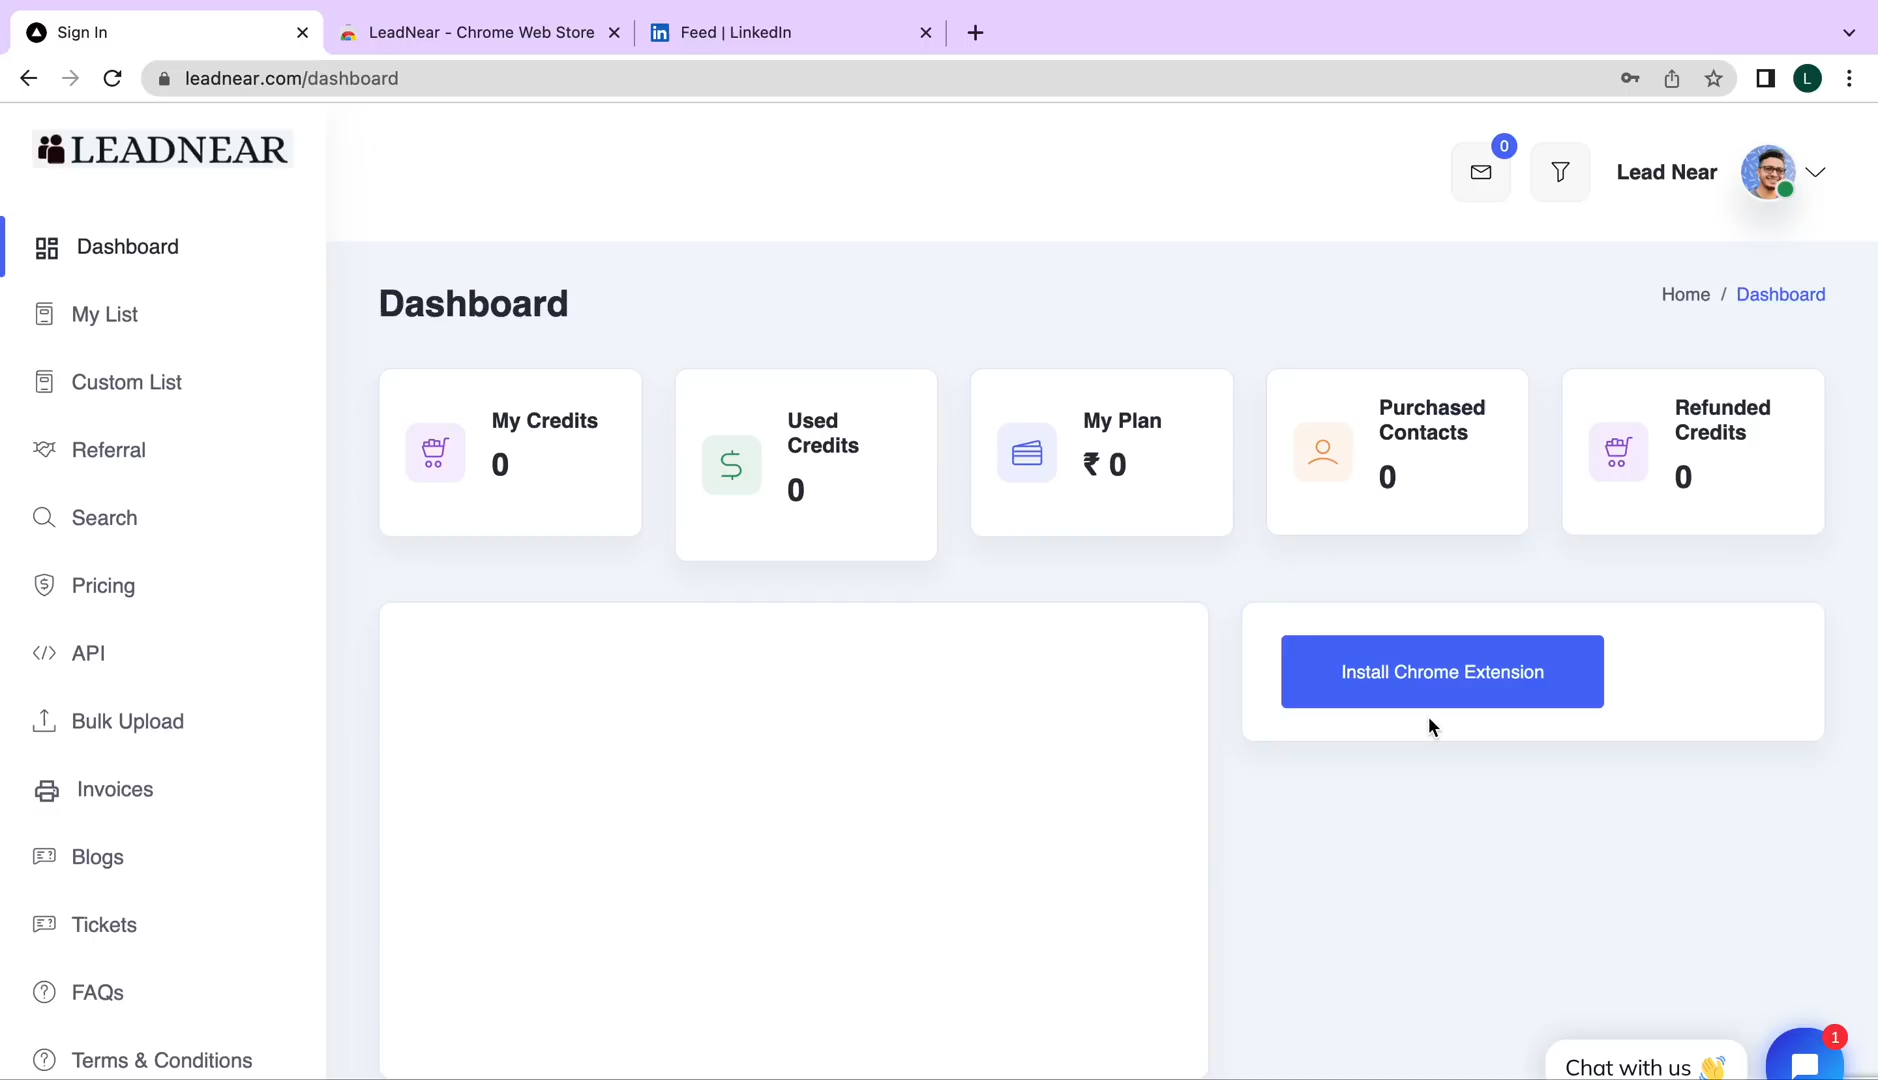 Sign In
LeadNear - Chrome Web Store
Feed | LinkedIn
leadnear.com/dashboard
L
LEADNEAR
0
Lead Near
Dashboard
My List
Custom List
Referral
Search
Pricing
API
Bulk Upload
Invoices
Blogs
Tickets
FAQs
Terms & Conditions
Dashboard
Home / Dashboard
My Credits
0
Used
Credits
0
My Plan
₹ 0
Purchased
Contacts
0
Refunded
Credits
0
Install Chrome Extension
Chat with us 👋
1